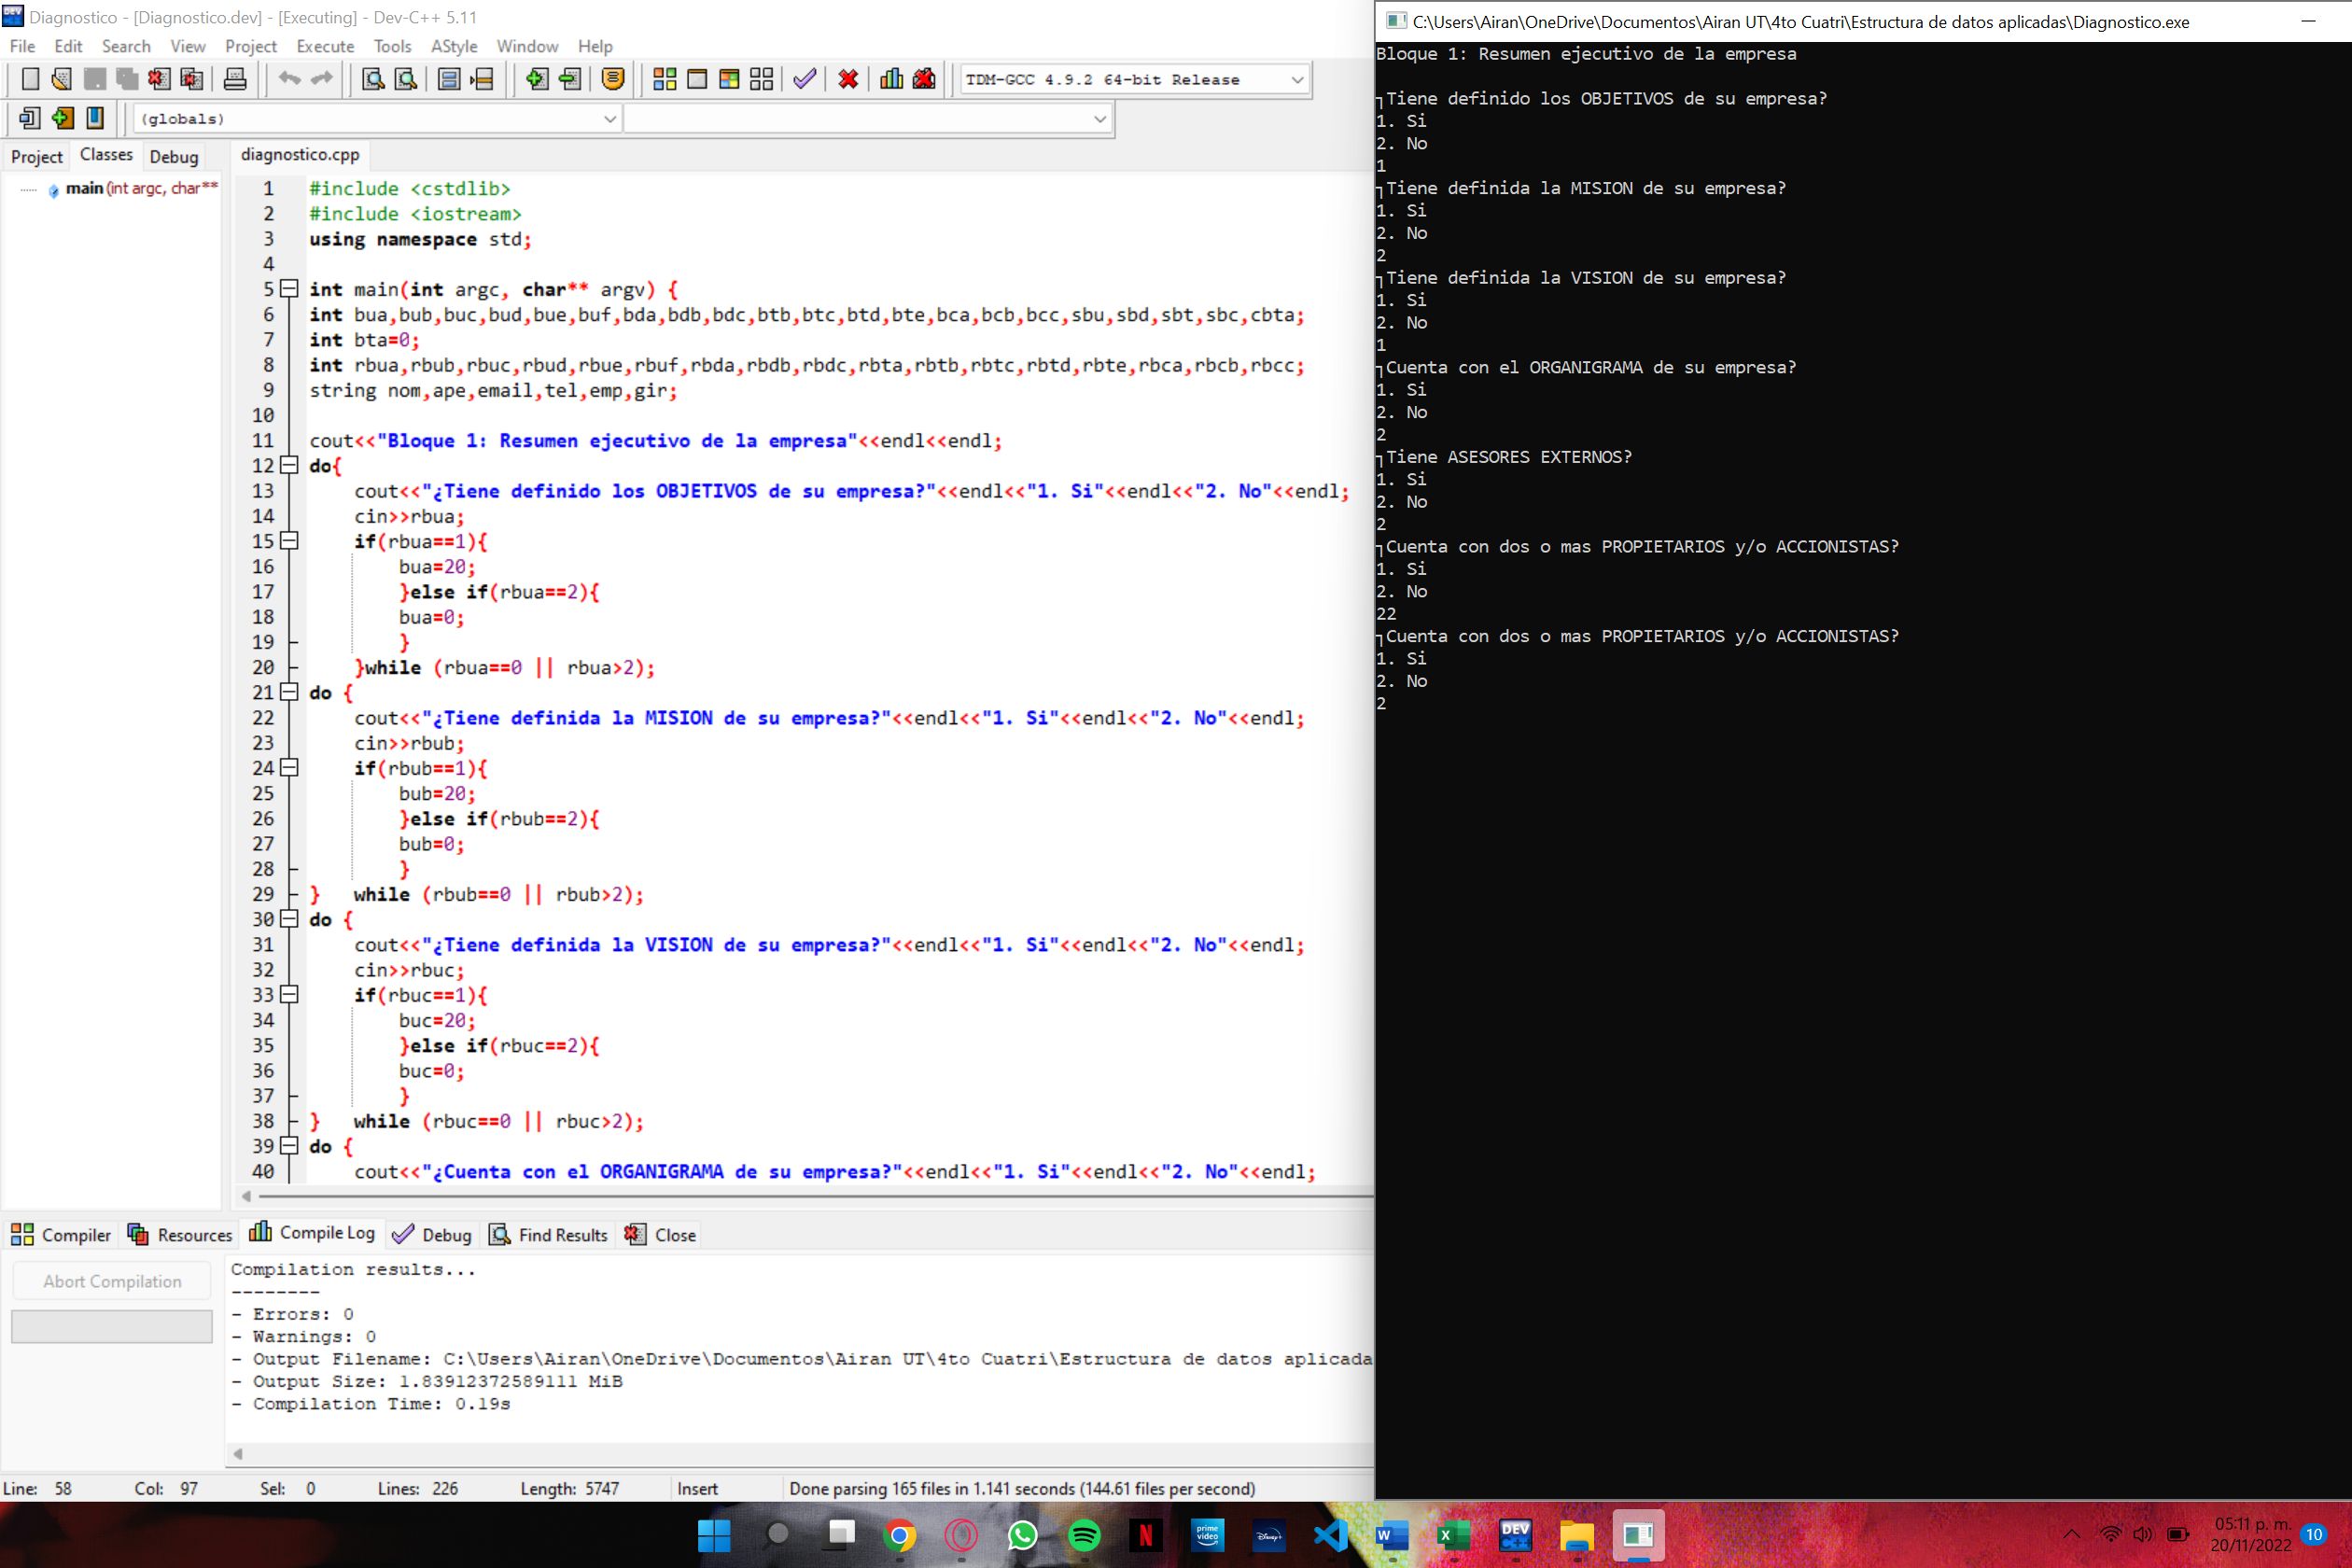 Diagnostico - [Diagnostico.dev] - [Executing] - Dev-C++ 5.11
File Edit Search View Project Execute Tools AStyle Window Help
TDM-GCC 4.9.2 64-bit Release
(globals)
Project Classes Debug
main (int argc, char**
diagnostico.cpp
1 #include <cstdlib>
2 #include <iostream>
3 using namespace std;
4
5 int main(int argc, char** argv) {
6 int bua,bub,buc,bud,bue,buf,bda,bdb,bdc,btb,btc,btd,bte,bca,bcb,bcc,sbu,sbd,sbt,sbc,cbta;
7 int bta=0;
8 int rbua,rbub,rbuc,rbud,rbue,rbuf,rbda,rbdb,rbdc,rbta,rbtb,rbtc,rbtd,rbte,rbca,rbcb,rbcc;
9 string nom,ape,email,tel,emp,gir;
10
11 cout<<"Bloque 1: Resumen ejecutivo de la empresa"<<endl<<endl;
12 do{
13 cout<<"¿Tiene definido los OBJETIVOS de su empresa?"<<endl<<"1. Si"<<endl<<"2. No"<<endl;
14 cin>>rbua;
15 if(rbua==1){
16 bua=20;
17 }else if(rbua==2){
18 bua=0;
19 }
20 }while (rbua==0 || rbua>2);
21 do {
22 cout<<"¿Tiene definida la MISION de su empresa?"<<endl<<"1. Si"<<endl<<"2. No"<<endl;
23 cin>>rbub;
24 if(rbub==1){
25 bub=20;
26 }else if(rbub==2){
27 bub=0;
28 }
29 } while (rbub==0 || rbub>2);
30 do {
31 cout<<"¿Tiene definida la VISION de su empresa?"<<endl<<"1. Si"<<endl<<"2. No"<<endl;
32 cin>>rbuc;
33 if(rbuc==1){
34 buc=20;
35 }else if(rbuc==2){
36 buc=0;
37 }
38 } while (rbuc==0 || rbuc>2);
39 do {
40 cout<<"¿Cuenta con el ORGANIGRAMA de su empresa?"<<endl<<"1. Si"<<endl<<"2. No"<<endl;
Compiler Resources Compile Log Debug Find Results Close
Abort Compilation
Compilation results...
--------
- Errors: 0
- Warnings: 0
- Output Filename: C:\Users\Airan\OneDrive\Documentos\Airan UT\4to Cuatri\Estructura de datos aplicada
- Output Size: 1.83912372589111 MiB
- Compilation Time: 0.19s
Line: 58 Col: 97 Sel: 0 Lines: 226 Length: 5747 Insert Done parsing 165 files in 1.141 seconds (144.61 files per second)
C:\Users\Airan\OneDrive\Documentos\Airan UT\4to Cuatri\Estructura de datos aplicadas\Diagnostico.exe
Bloque 1: Resumen ejecutivo de la empresa
┐Tiene definido los OBJETIVOS de su empresa?
1. Si
2. No
1
┐Tiene definida la MISION de su empresa?
1. Si
2. No
2
┐Tiene definida la VISION de su empresa?
1. Si
2. No
1
┐Cuenta con el ORGANIGRAMA de su empresa?
1. Si
2. No
2
┐Tiene ASESORES EXTERNOS?
1. Si
2. No
2
┐Cuenta con dos o mas PROPIETARIOS y/o ACCIONISTAS?
1. Si
2. No
22
┐Cuenta con dos o mas PROPIETARIOS y/o ACCIONISTAS?
1. Si
2. No
2
N
prime video
Disney+
W
X
DEV C++
05:11 p. m.
20/11/2022
10